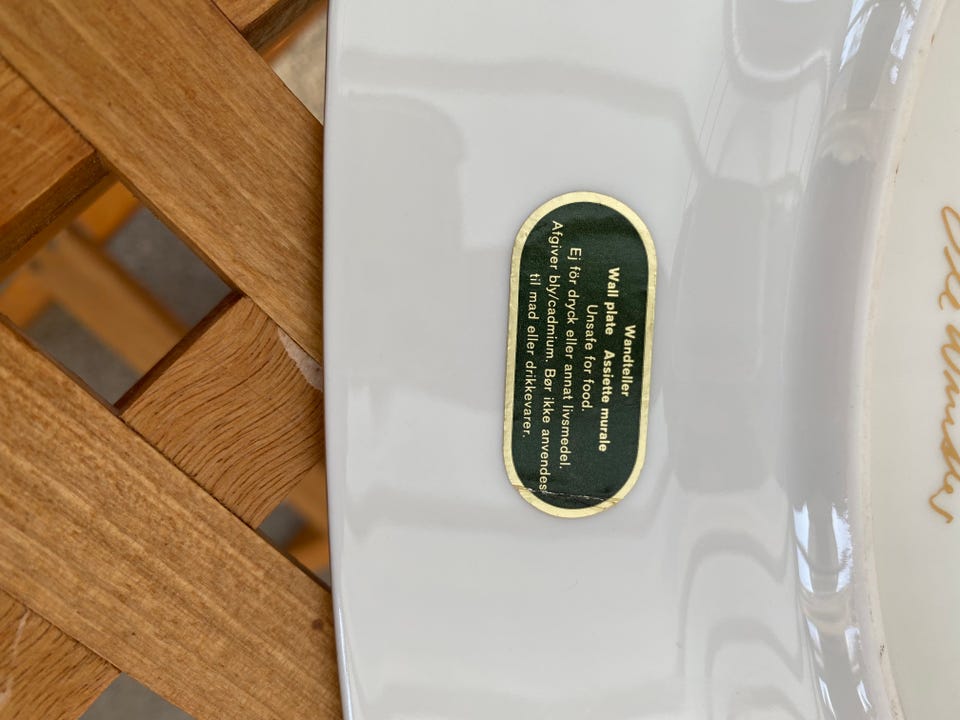 Wandteller
Wall plate Assiette murale
Unsafe for food.
Ej för dryck eller annat livsmedel.
Afgiver bly/cadmium. Bør ikke anvendes
til mad eller drikkevarer.